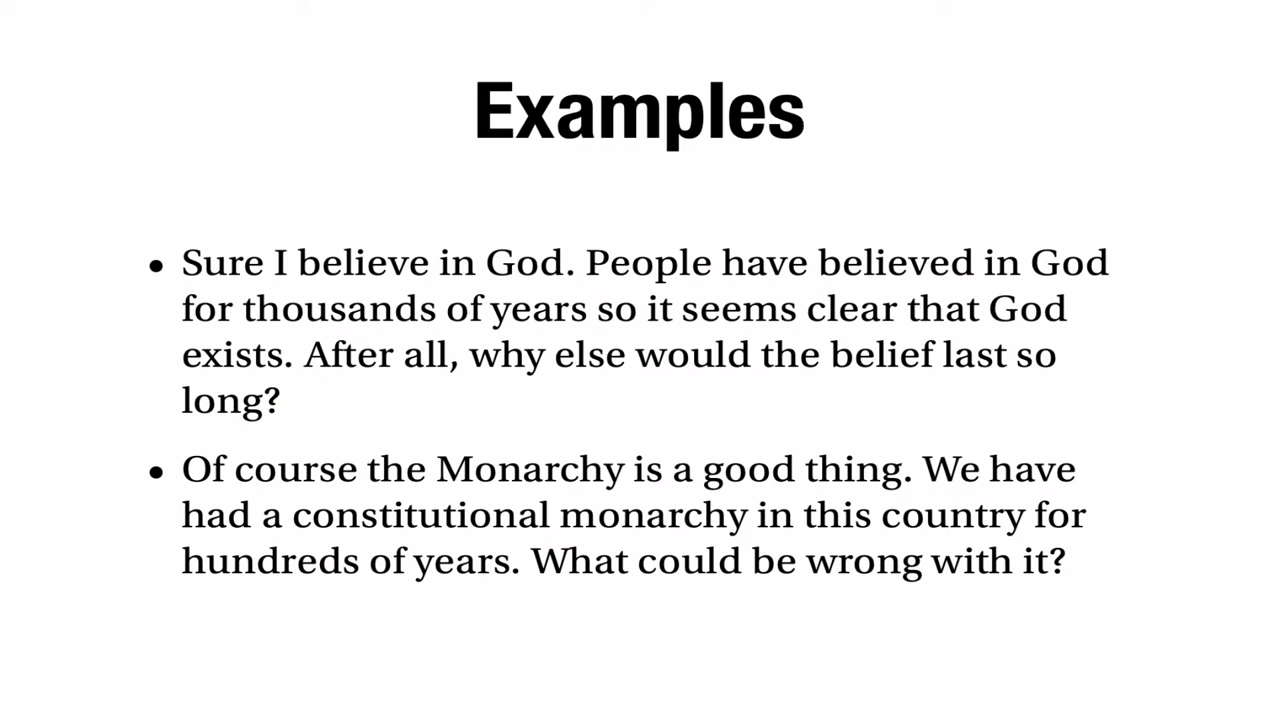 Examples
• Sure I believe in God. People have believed in God
for thousands of years so it seems clear that God
exists. After all, why else would the belief last so
long?
• Of course the Monarchy is a good thing. We have
had a constitutional monarchy in this country for
hundreds of years. What could be wrong with it?